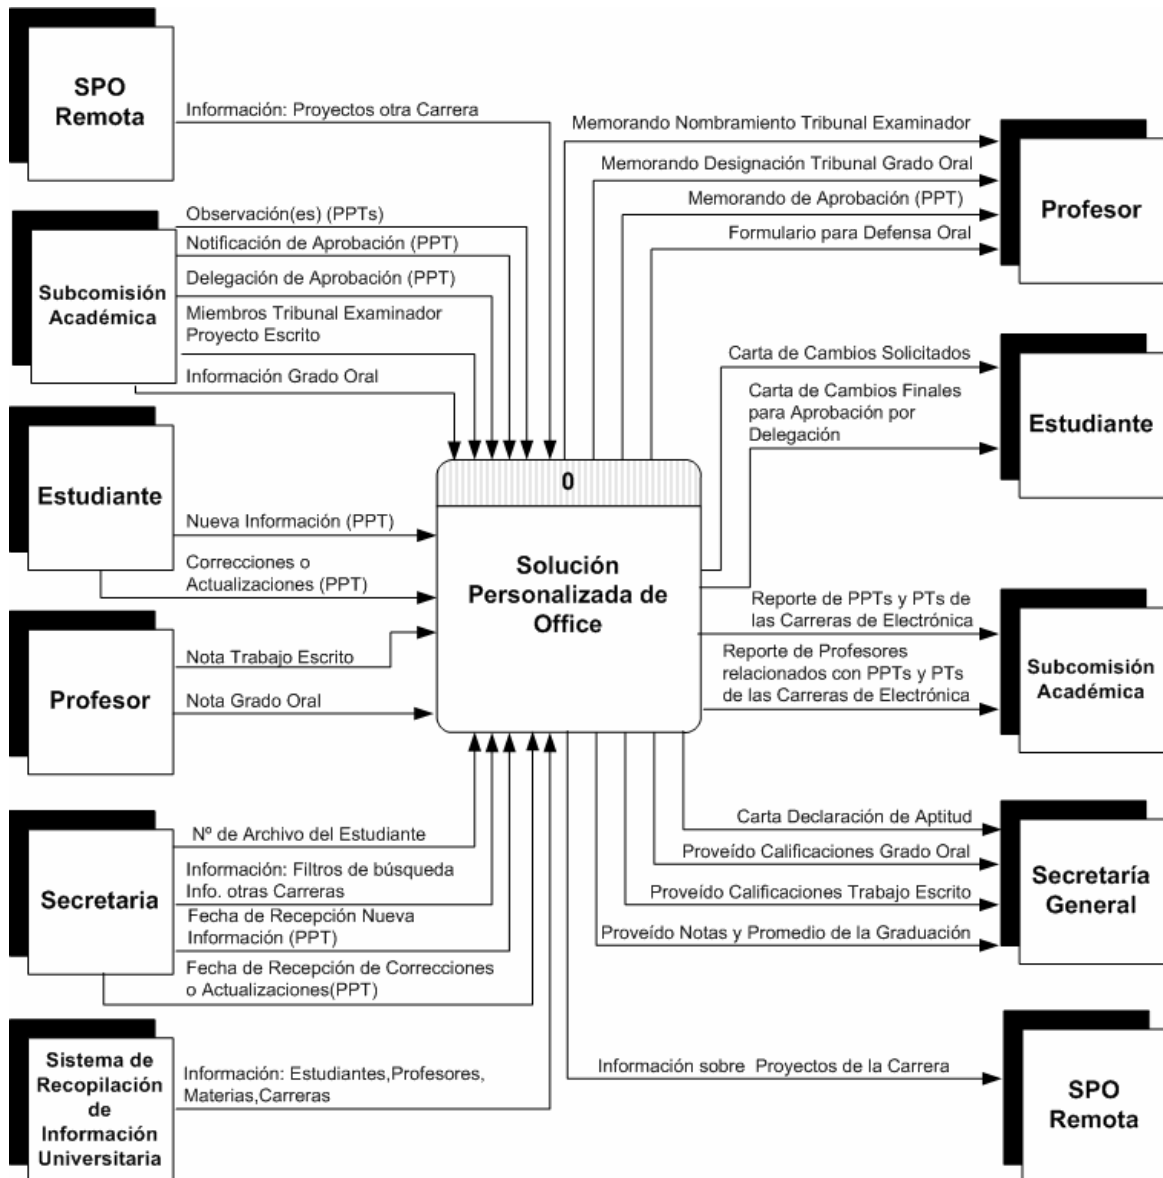 SPO
Remota
Información: Proyectos otra Carrera
Subcomisión
Académica
Observación(es) (PPTs)
Notificación de Aprobación (PPT)
Delegación de Aprobación (PPT)
Miembros Tribunal Examinador
Proyecto Escrito
Información Grado Oral
Estudiante
Nueva Información (PPT)
Correcciones o
Actualizaciones (PPT)
Profesor
Nota Trabajo Escrito
Nota Grado Oral
Secretaria
Nº de Archivo del Estudiante
Información: Filtros de búsqueda
Info. otras Carreras
Fecha de Recepción Nueva
Información (PPT)
Fecha de Recepción de Correcciones
o Actualizaciones(PPT)
Sistema de
Recopilación
de
Información
Universitaria
Información: Estudiantes,Profesores,
Materias,Carreras
0
Solución
Personalizada de
Office
Memorando Nombramiento Tribunal Examinador
Memorando Designación Tribunal Grado Oral
Memorando de Aprobación (PPT)
Formulario para Defensa Oral
Profesor
Carta de Cambios Solicitados
Carta de Cambios Finales
para Aprobación por
Delegación
Estudiante
Reporte de PPTs y PTs de
las Carreras de Electrónica
Reporte de Profesores
relacionados con PPTs y PTs
de las Carreras de Electrónica
Subcomisión
Académica
Carta Declaración de Aptitud
Proveído Calificaciones Grado Oral
Proveído Calificaciones Trabajo Escrito
Proveído Notas y Promedio de la Graduación
Secretaría
General
Información sobre Proyectos de la Carrera
SPO
Remota